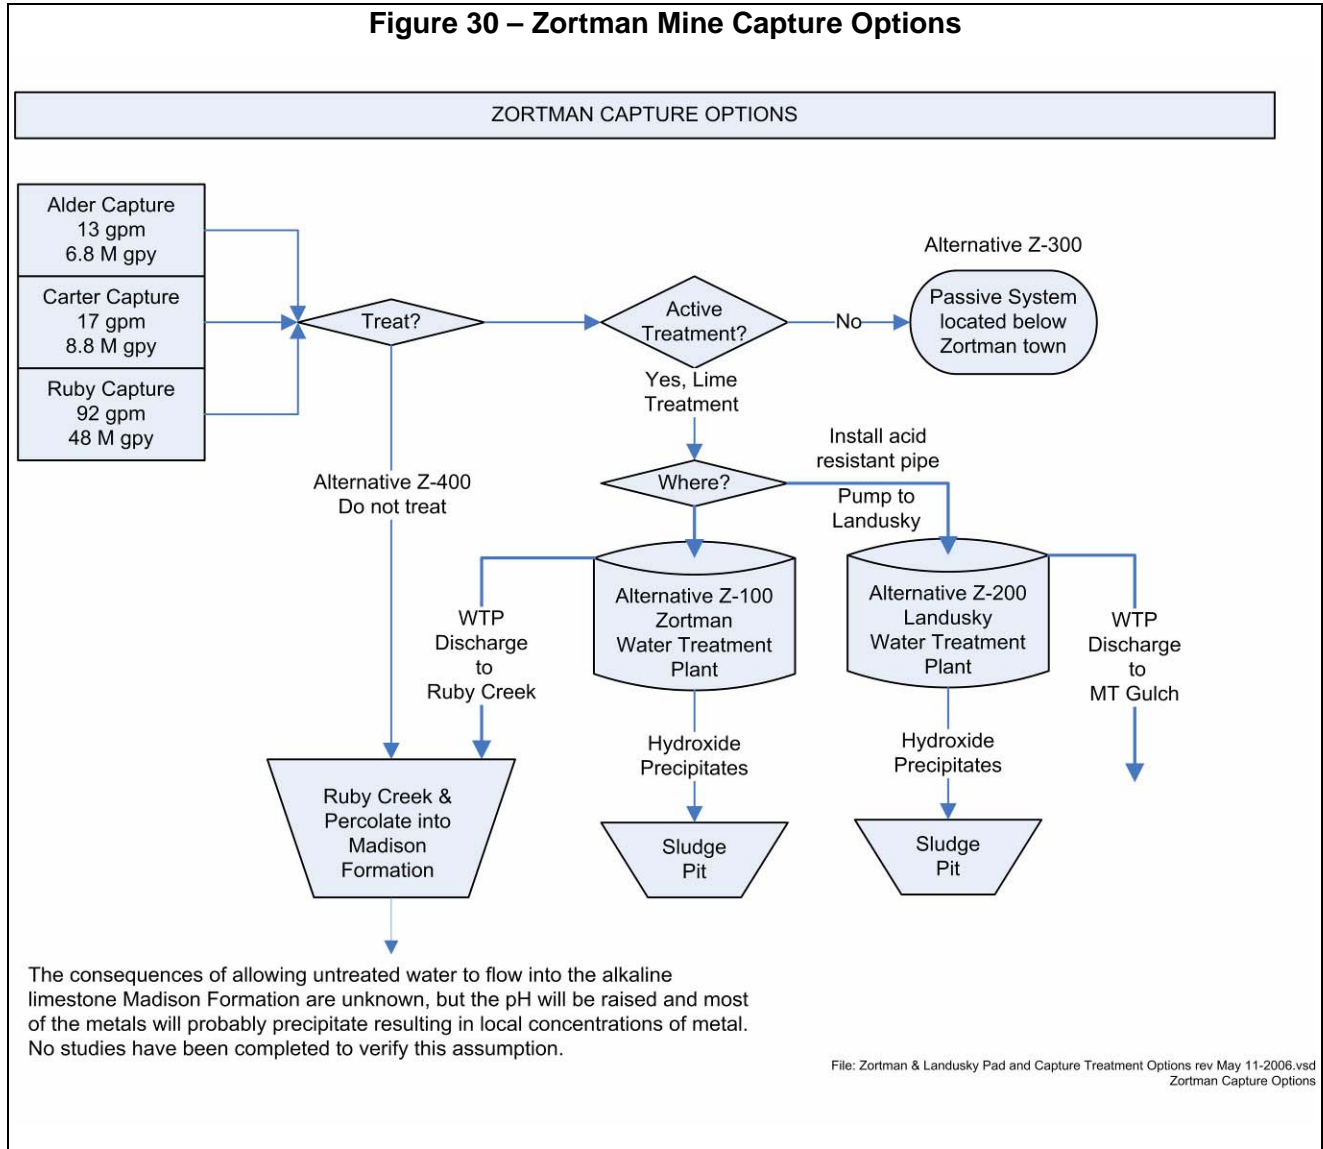 Figure 30 – Zortman Mine Capture Options
ZORTMAN CAPTURE OPTIONS
Alder Capture
13 gpm
6.8 M gpy
Carter Capture
17 gpm
8.8 M gpy
Ruby Capture
92 gpm
48 M gpy
Treat?
Active
Treatment?
No
Alternative Z-300
Passive System
located below
Zortman town
Yes, Lime
Treatment
Where?
Install acid
resistant pipe
Pump to
Landusky
Alternative Z-400
Do not treat
WTP
Discharge
to
Ruby Creek
Alternative Z-100
Zortman
Water Treatment
Plant
Alternative Z-200
Landusky
Water Treatment
Plant
WTP
Discharge
to
MT Gulch
Hydroxide
Precipitates
Hydroxide
Precipitates
Ruby Creek &
Percolate into
Madison
Formation
Sludge
Pit
Sludge
Pit
The consequences of allowing untreated water to flow into the alkaline
limestone Madison Formation are unknown, but the pH will be raised and most
of the metals will probably precipitate resulting in local concentrations of metal.
No studies have been completed to verify this assumption.
File: Zortman & Landusky Pad and Capture Treatment Options rev May 11-2006.vsd
Zortman Capture Options